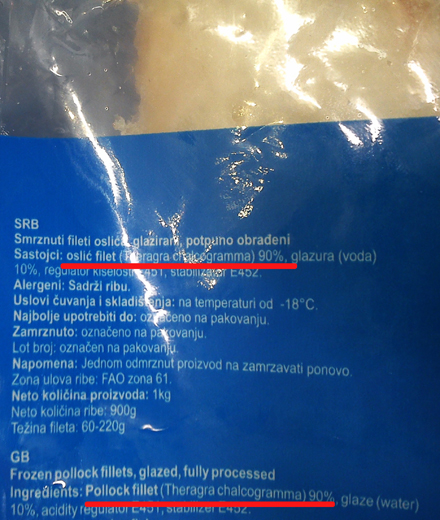 SRB
Smrznuti fileti oslića, glazirani, potpuno obrađeni
Sastojci: oslić filet (Theragra chalcogramma) 90%, glazura (voda)
10%, regulator kiselosti E451, stabilizator E452.
Alergeni: Sadrži ribu.
Uslovi čuvanja i skladištenja: na temperaturi od -18°C.
Najbolje upotrebiti do: označeno na pakovanju.
Zamrznuto: označeno na pakovanju.
Lot broj: označen na pakovanju.
Napomena: Jednom odmrznut proizvod na zamrzavati ponovo.
Zona ulova ribe: FAO zona 61.
Neto količina proizvoda: 1kg
Neto količina ribe: 900g
Težina fileta: 60-220g
GB
Frozen pollock fillets, glazed, fully processed
Ingredients: Pollock fillet (Theragra chalcogramma) 90%, glaze (water)
10%, acidity regulator E451, stabilizer E452.